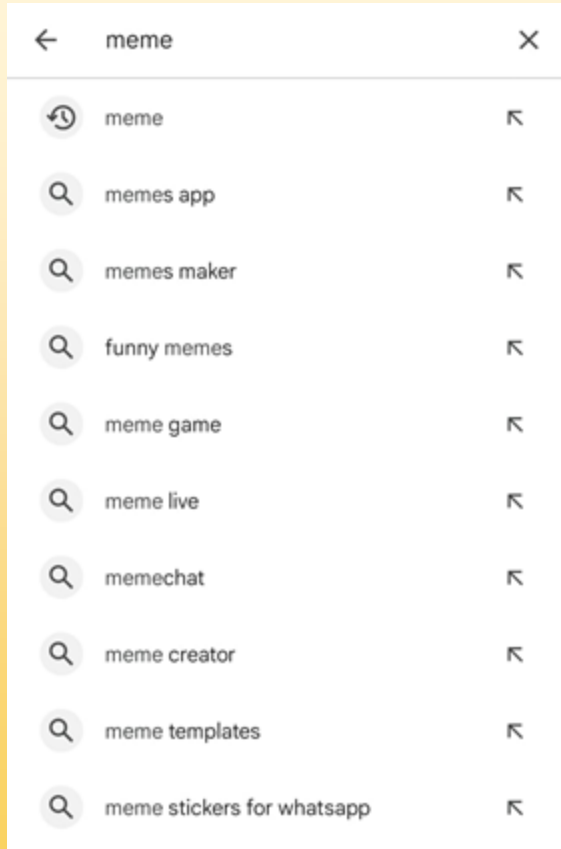 meme
meme
memes app
memes maker
funny memes
meme game
meme live
memechat
meme creator
meme templates
meme stickers for whatsapp